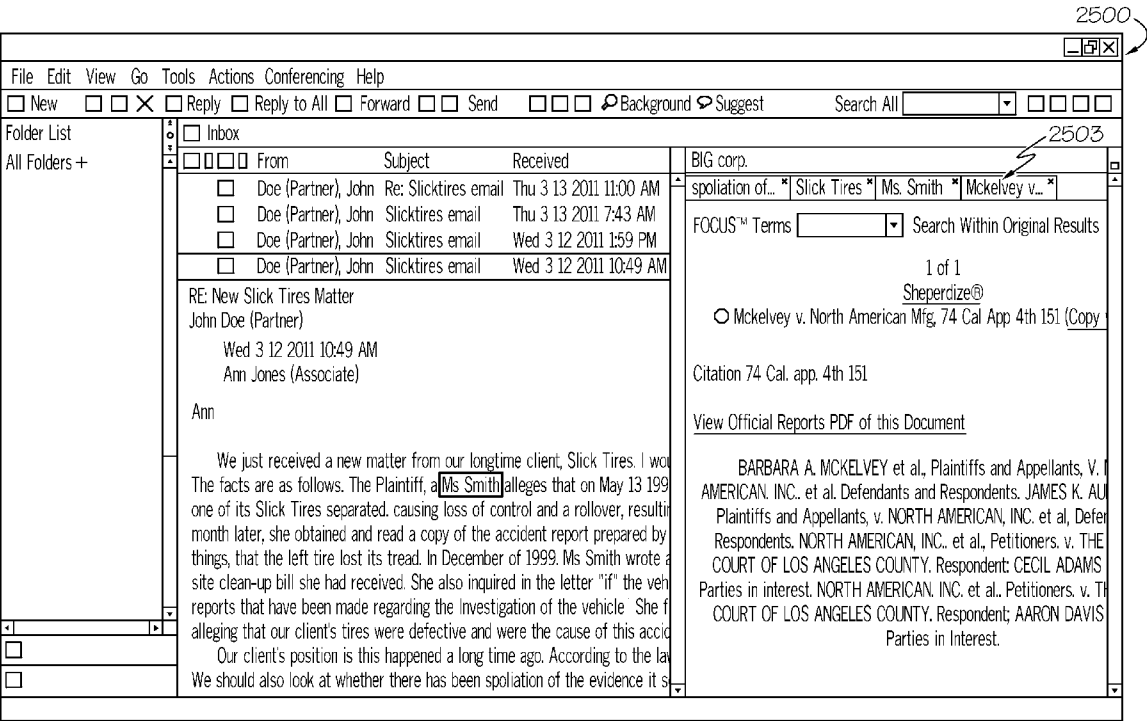 2500
File Edit View Go Tools Actions Conferencing Help
New Reply Reply to All Forward Send Background Suggest Search All
Folder List
All Folders +
Inbox
From Subject Received
Doe (Partner), John Re: Slicktires email Thu 3 13 2011 11:00 AM
Doe (Partner), John Slicktires email Thu 3 13 2011 7:43 AM
Doe (Partner), John Slicktires email Wed 3 12 2011 1:59 PM
Doe (Partner), John Slicktires email Wed 3 12 2011 10:49 AM
RE: New Slick Tires Matter
John Doe (Partner)
Wed 3 12 2011 10:49 AM
Ann Jones (Associate)
Ann
We just received a new matter from our longtime client, Slick Tires. I
The facts are as follows. The Plaintiff, a Ms Smith alleges that on May 13 199
one of its Slick Tires separated. causing loss of control and a rollover,
month later, she obtained and read a copy of the accident report prepared by
things, that the left tire lost its tread. In December of 1999. Ms Smith wrote
site clean-up bill she had received. She also inquired in the letter "if" the
reports that have been made regarding the Investigation of the vehicle She
alleging that our client's tires were defective and were the cause of this
Our client's position is this happened a long time ago. According to the
We should also look at whether there has been spoliation of the evidence it
2503
BIG corp.
spoliation of... × Slick Tires × Ms. Smith × Mckelvey v... ×
FOCUS™ Terms Search Within Original Results
1 of 1
Sheperdize®
Mckelvey v. North American Mfg, 74 Cal App 4th 151 (Copy
Citation 74 Cal. app. 4th 151
View Official Reports PDF of this Document
BARBARA A. MCKELVEY et al., Plaintiffs and Appellants, V.
AMERICAN. INC.. et al. Defendants and Respondents. JAMES K.
Plaintiffs and Appellants, v. NORTH AMERICAN, INC. et al,
Respondents. NORTH AMERICAN, INC.. et al., Petitioners. v. THE
COURT OF LOS ANGELES COUNTY. Respondent: CECIL ADAMS
Parties in interest. NORTH AMERICAN. INC. et al.. Petitioners. v.
COURT OF LOS ANGELES COUNTY. Respondent; AARON DAVIS
Parties in Interest.